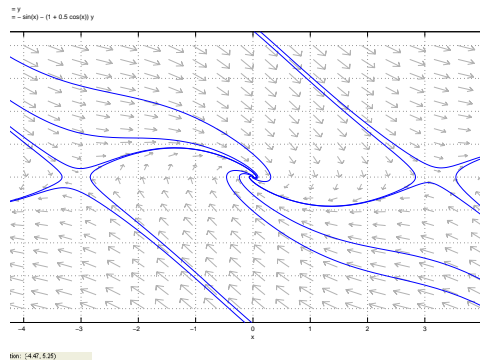 = y
= − sin(x) − (1 + 0.5 cos(x)) y
−4 −3 −2 −1 0 1 2 3
x
tion: (-4.47, 5.25)